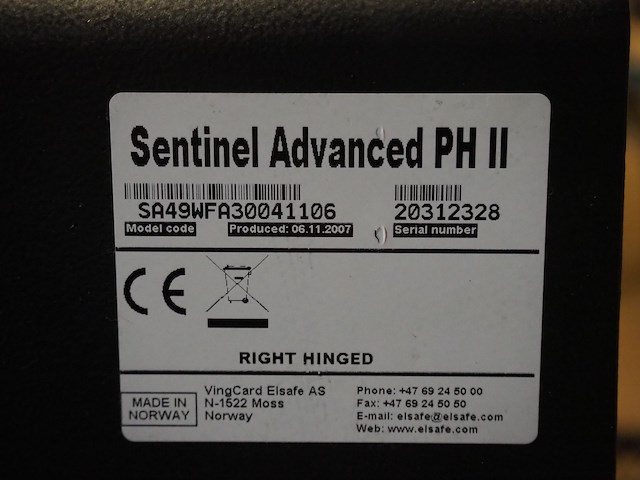 Sentinel Advanced PH II
SA49WFA30041106 20312328
Model code Produced: 06.11.2007 Serial number
CE
RIGHT HINGED
MADE IN
NORWAY
VingCard Elsafe AS
N-1522 Moss
Norway
Phone: +47 69 24 50 00
Fax: +47 69 24 50 50
E-mail: elsafe@elsafe.com
Web: www.elsafe.com